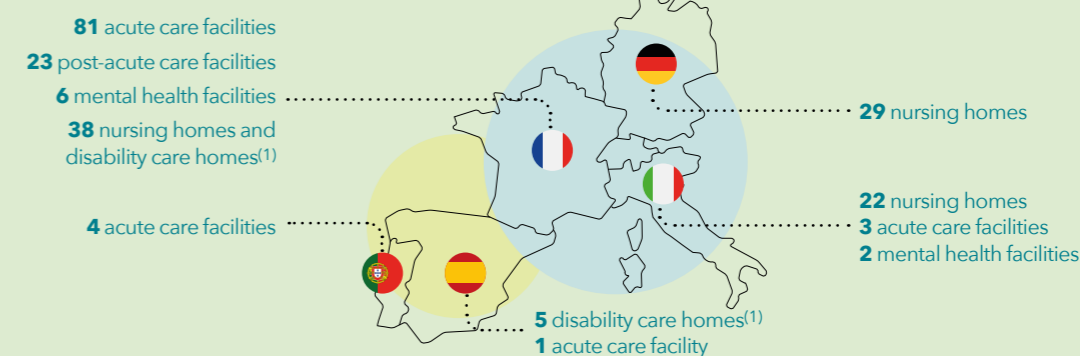 81 acute care facilities
23 post-acute care facilities
6 mental health facilities
38 nursing homes and
disability care homes(1)
4 acute care facilities
29 nursing homes
22 nursing homes
3 acute care facilities
2 mental health facilities
5 disability care homes(1)
1 acute care facility